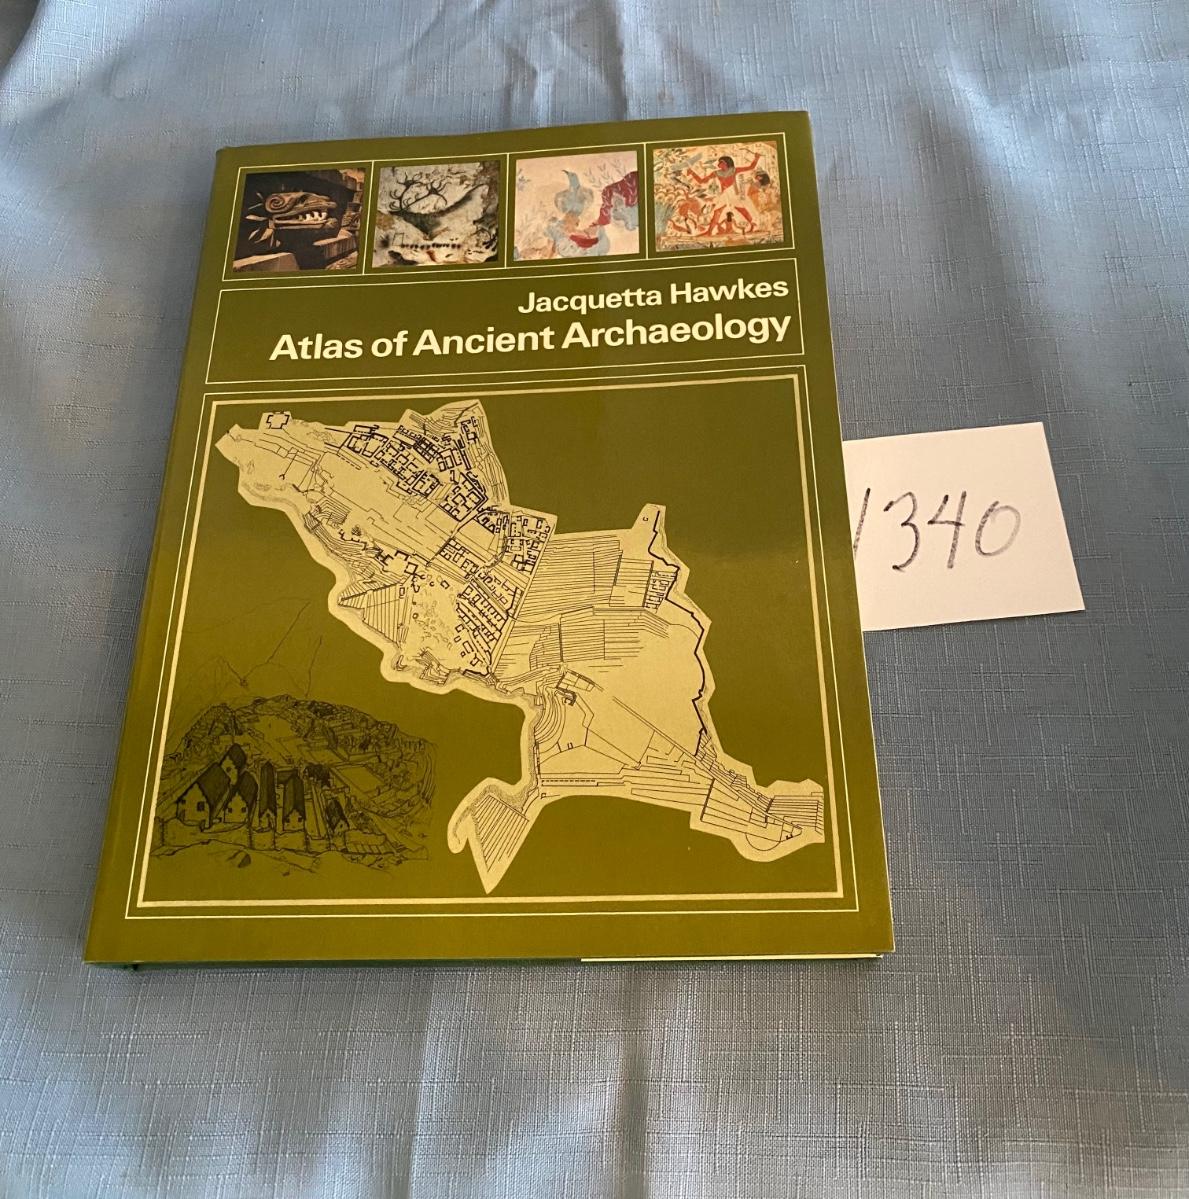 Jacquetta Hawkes
Atlas of Ancient Archaeology
1340